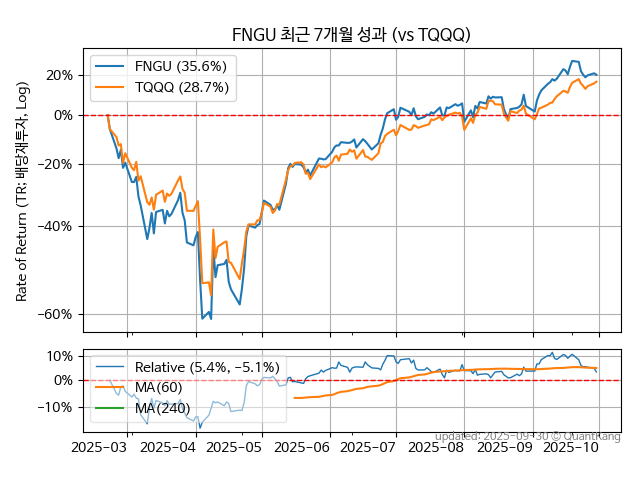 FNGU 최근 7개월 성과 (vs TQQQ)
Rate of Return (TR: 배당재투자, Log)
20%
0%
−20%
−40%
−60%
FNGU (35.6%)
TQQQ (28.7%)
10%
0%
−10%
Relative (5.4%, −5.1%)
MA(60)
MA(240)
2025−03
2025−04
2025−05
2025−06
2025−07
2025−08
2025−09
2025−10
updated: 2025-09-30 © QuantKang